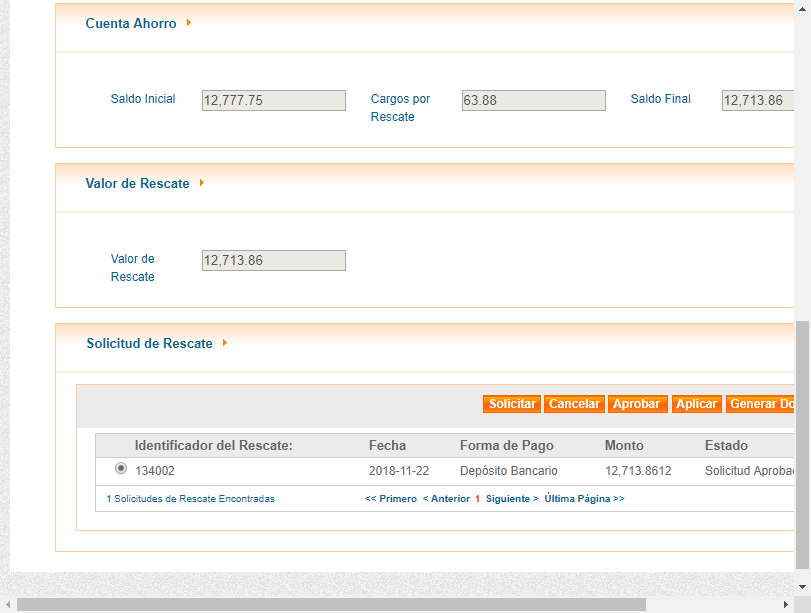 Cuenta Ahorro
Saldo Inicial 12,777.75 Cargos por Rescate 63.88 Saldo Final 12,713.86
Valor de Rescate
Valor de Rescate 12,713.86
Solicitud de Rescate
Solicitar Cancelar Aprobar Aplicar Generar Do
Identificador del Rescate: Fecha Forma de Pago Monto Estado
134002 2018-11-22 Depósito Bancario 12,713.8612 Solicitud Aproba
1 Solicitudes de Rescate Encontradas << Primero < Anterior 1 Siguiente > Última Página >>